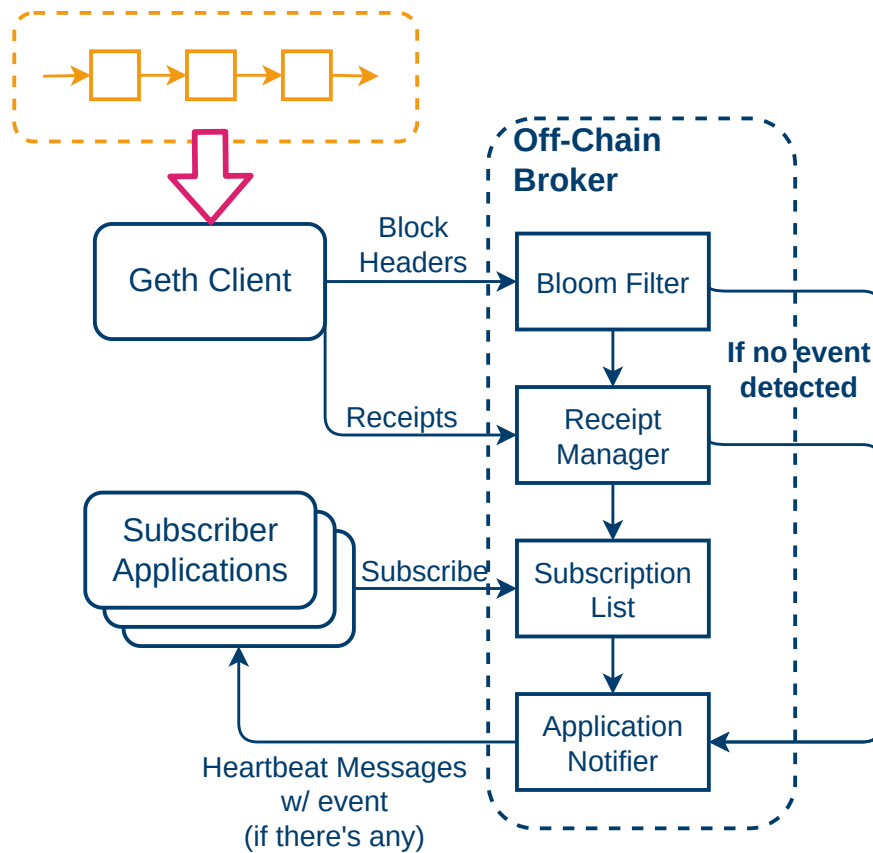 Off-Chain
Broker
Block
Headers
Geth Client
Bloom Filter
If no event
detected
Receipts
Receipt
Manager
Subscriber
Applications
Subscribe
Subscription
List
Application
Notifier
Heartbeat Messages
w/ event
(if there's any)